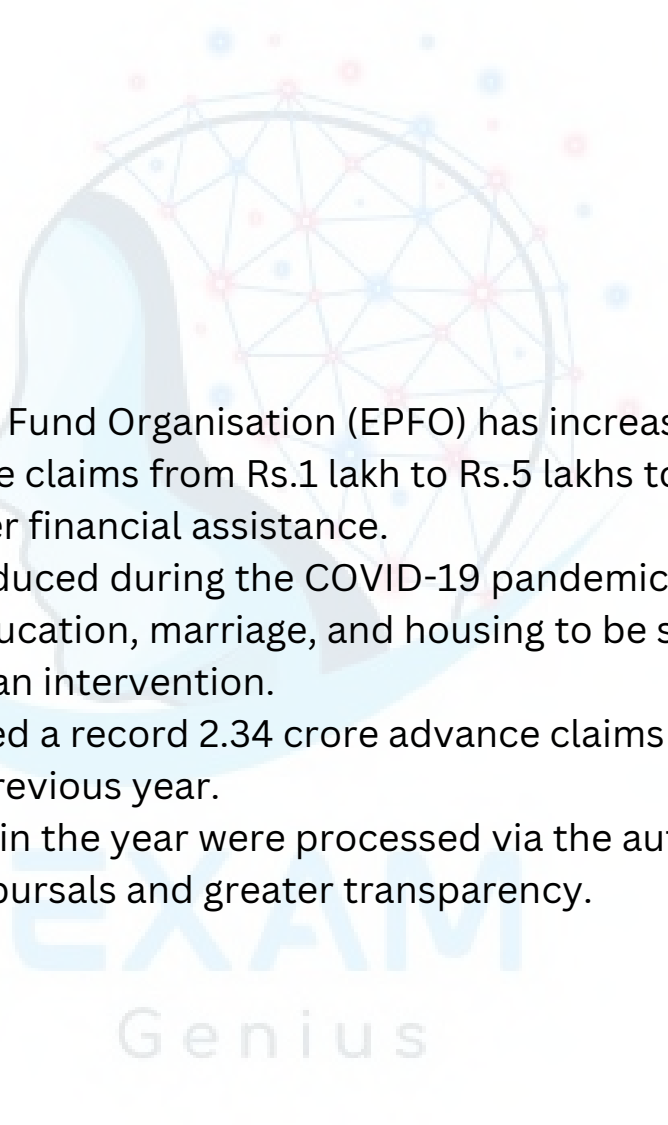 Fund Organisation (EPFO) has increas
e claims from Rs.1 lakh to Rs.5 lakhs to
er financial assistance.
duced during the COVID-19 pandemic
ucation, marriage, and housing to be s
an intervention.
ed a record 2.34 crore advance claims
revious year.
in the year were processed via the aut
bursals and greater transparency.
EXAM
Genius